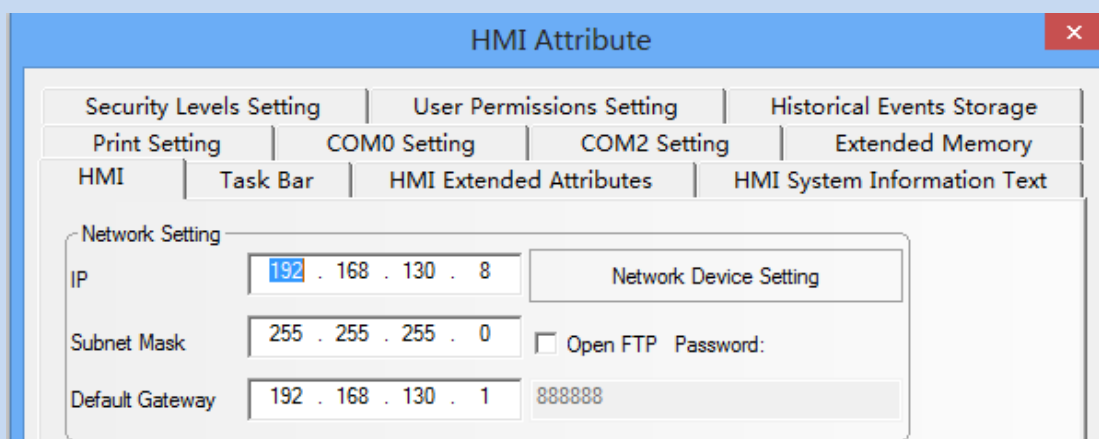 HMI Attribute
Security Levels Setting User Permissions Setting Historical Events Storage
Print Setting COM0 Setting COM2 Setting Extended Memory
HMI Task Bar HMI Extended Attributes HMI System Information Text
Network Setting
IP 192 . 168 . 130 . 8 Network Device Setting
Subnet Mask 255 . 255 . 255 . 0 Open FTP Password:
Default Gateway 192 . 168 . 130 . 1 888888